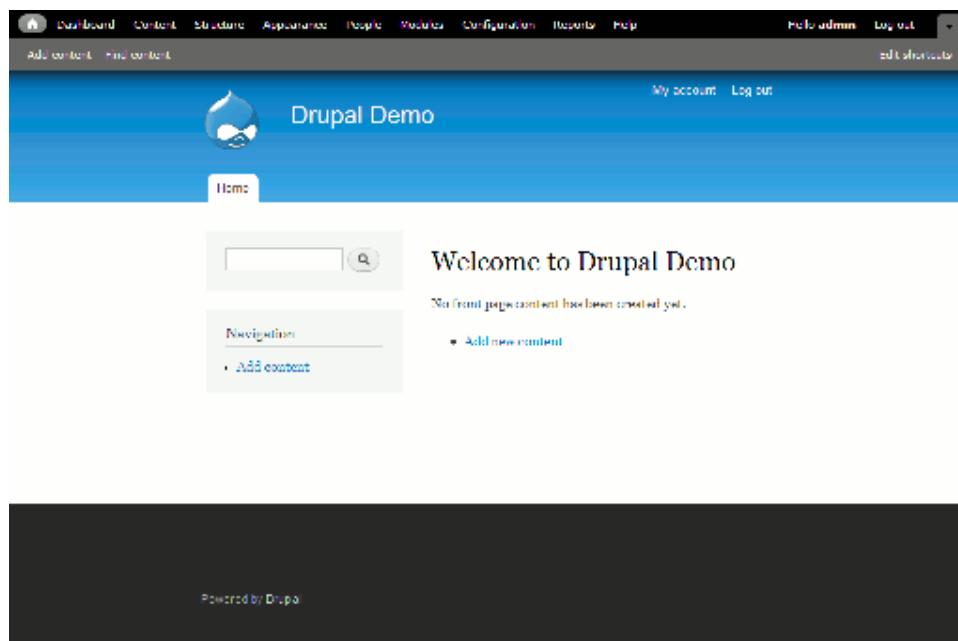 Dashboard Content Structure Appearance People Modules Configuration Reports Help Hello admin Log out
Add content Find content Edit shortcuts
My account Log out
Drupal Demo
Home
Welcome to Drupal Demo
No front page content has been created yet.
Navigation
Add new content
Add content
Powered by Drupal